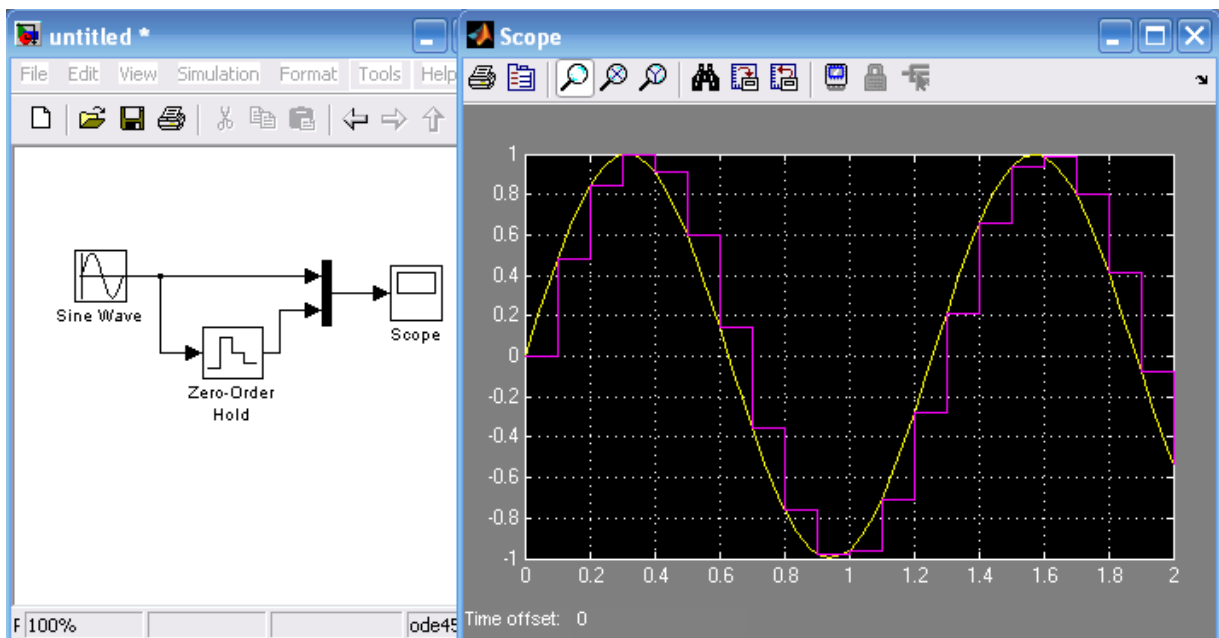 untitled *
File Edit View Simulation Format Tools Help
Sine Wave
Zero-Order
Hold
Scope
F 100%
ode45
Scope
1
0.8
0.6
0.4
0.2
0
-0.2
-0.4
-0.6
-0.8
-1
0 0.2 0.4 0.6 0.8 1 1.2 1.4 1.6 1.8 2
Time offset: 0